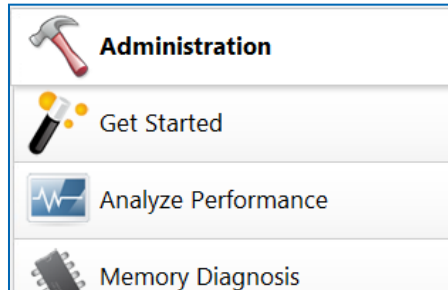 Administration
Get Started
Analyze Performance
Memory Diagnosis